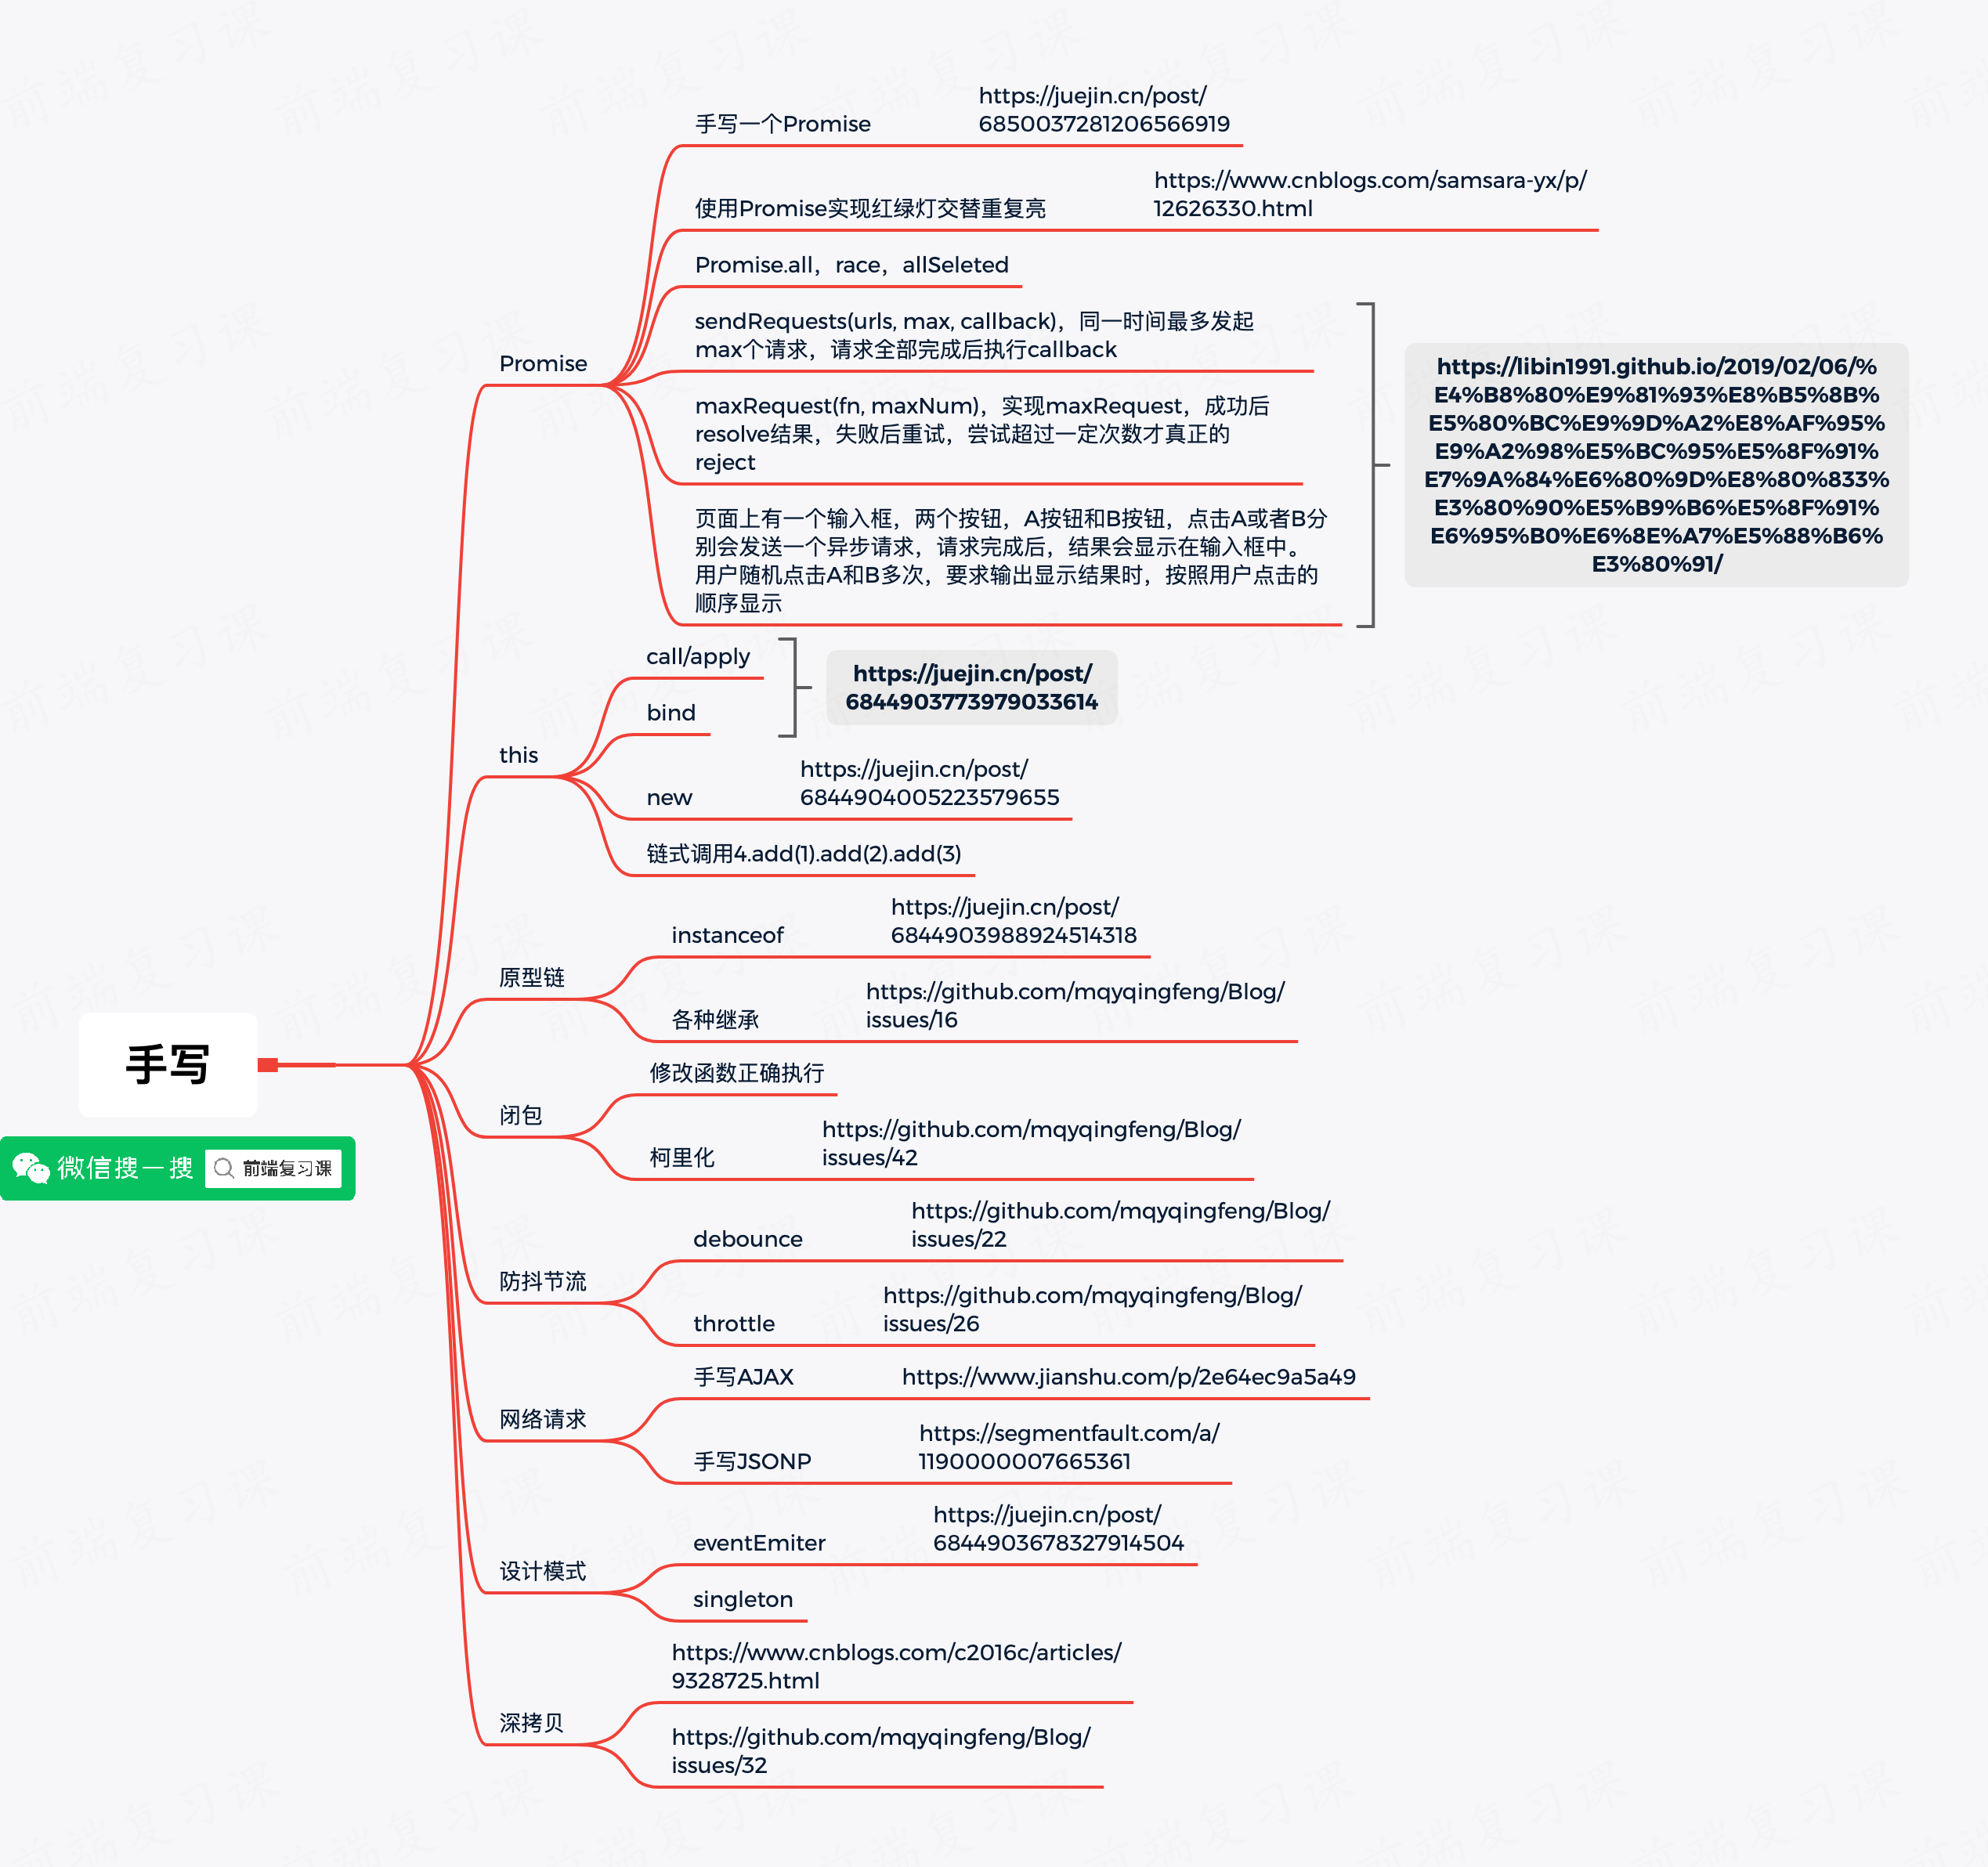 手写
微信搜一搜
前端复习课
Promise
手写一个Promise
https://juejin.cn/post/
6850037281206566919
使用Promise实现红绿灯交替重复亮
https://www.cnblogs.com/samsara-yx/p/
12626330.html
Promise.all，race，allSeleted
sendRequests(urls, max, callback)，同一时间最多发起
max个请求，请求全部完成后执行callback
maxRequest(fn, maxNum)，实现maxRequest，成功后
resolve结果，失败后重试，尝试超过一定次数才真正的
reject
页面上有一个输入框，两个按钮，A按钮和B按钮，点击A或者B分
别会发送一个异步请求，请求完成后，结果会显示在输入框中。
用户随机点击A和B多次，要求输出显示结果时，按照用户点击的
顺序显示
https://libin1991.github.io/2019/02/06/%
E4%B8%80%E9%81%93%E8%B5%8B%
E5%80%BC%E9%9D%A2%E8%AF%95%
E9%A2%98%E5%BC%95%E5%8F%91%
E7%9A%84%E6%80%9D%E8%80%833%
E3%80%90%E5%B9%B6%E5%8F%91%
E6%95%B0%E6%8E%A7%E5%88%B6%
E3%80%91/
this
call/apply
bind
https://juejin.cn/post/
6844903773979033614
new
https://juejin.cn/post/
6844904005223579655
链式调用4.add(1).add(2).add(3)
原型链
instanceof
https://juejin.cn/post/
6844903988924514318
各种继承
https://github.com/mqyqingfeng/Blog/
issues/16
闭包
修改函数正确执行
柯里化
https://github.com/mqyqingfeng/Blog/
issues/42
防抖节流
debounce
https://github.com/mqyqingfeng/Blog/
issues/22
throttle
https://github.com/mqyqingfeng/Blog/
issues/26
网络请求
手写AJAX
https://www.jianshu.com/p/2e64ec9a5a49
手写JSONP
https://segmentfault.com/a/
1190000007665361
设计模式
eventEmiter
https://juejin.cn/post/
6844903678327914504
singleton
深拷贝
https://www.cnblogs.com/c2016c/articles/
9328725.html
https://github.com/mqyqingfeng/Blog/
issues/32